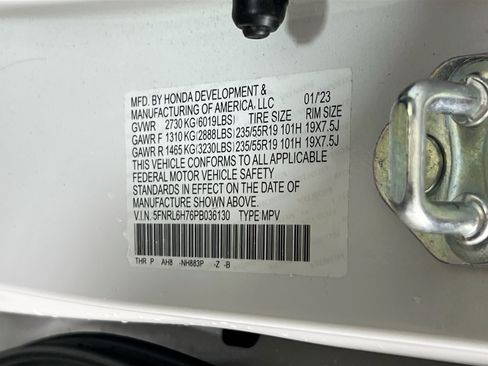 MFD. BY HONDA DEVELOPMENT &
MANUFACTURING OF AMERICA, LLC 01/'23
GVWR 2730 KG(6019LBS) TIRE SIZE RIM SIZE
GAWR F 1310 KG(2888LBS) 235/55R19 101H 19X7.5J
GAWR R 1465 KG(3230LBS) 235/55R19 101H 19X7.5J
THIS VEHICLE CONFORMS TO ALL APPLICABLE
FEDERAL MOTOR VEHICLE SAFETY
STANDARDS IN EFFECT ON THE DATE OF
MANUFACTURE SHOWN ABOVE.
V.I.N. 5FNRL6H76PB036130 TYPE:MPV
THR P AH8 -NH883P -Z -B